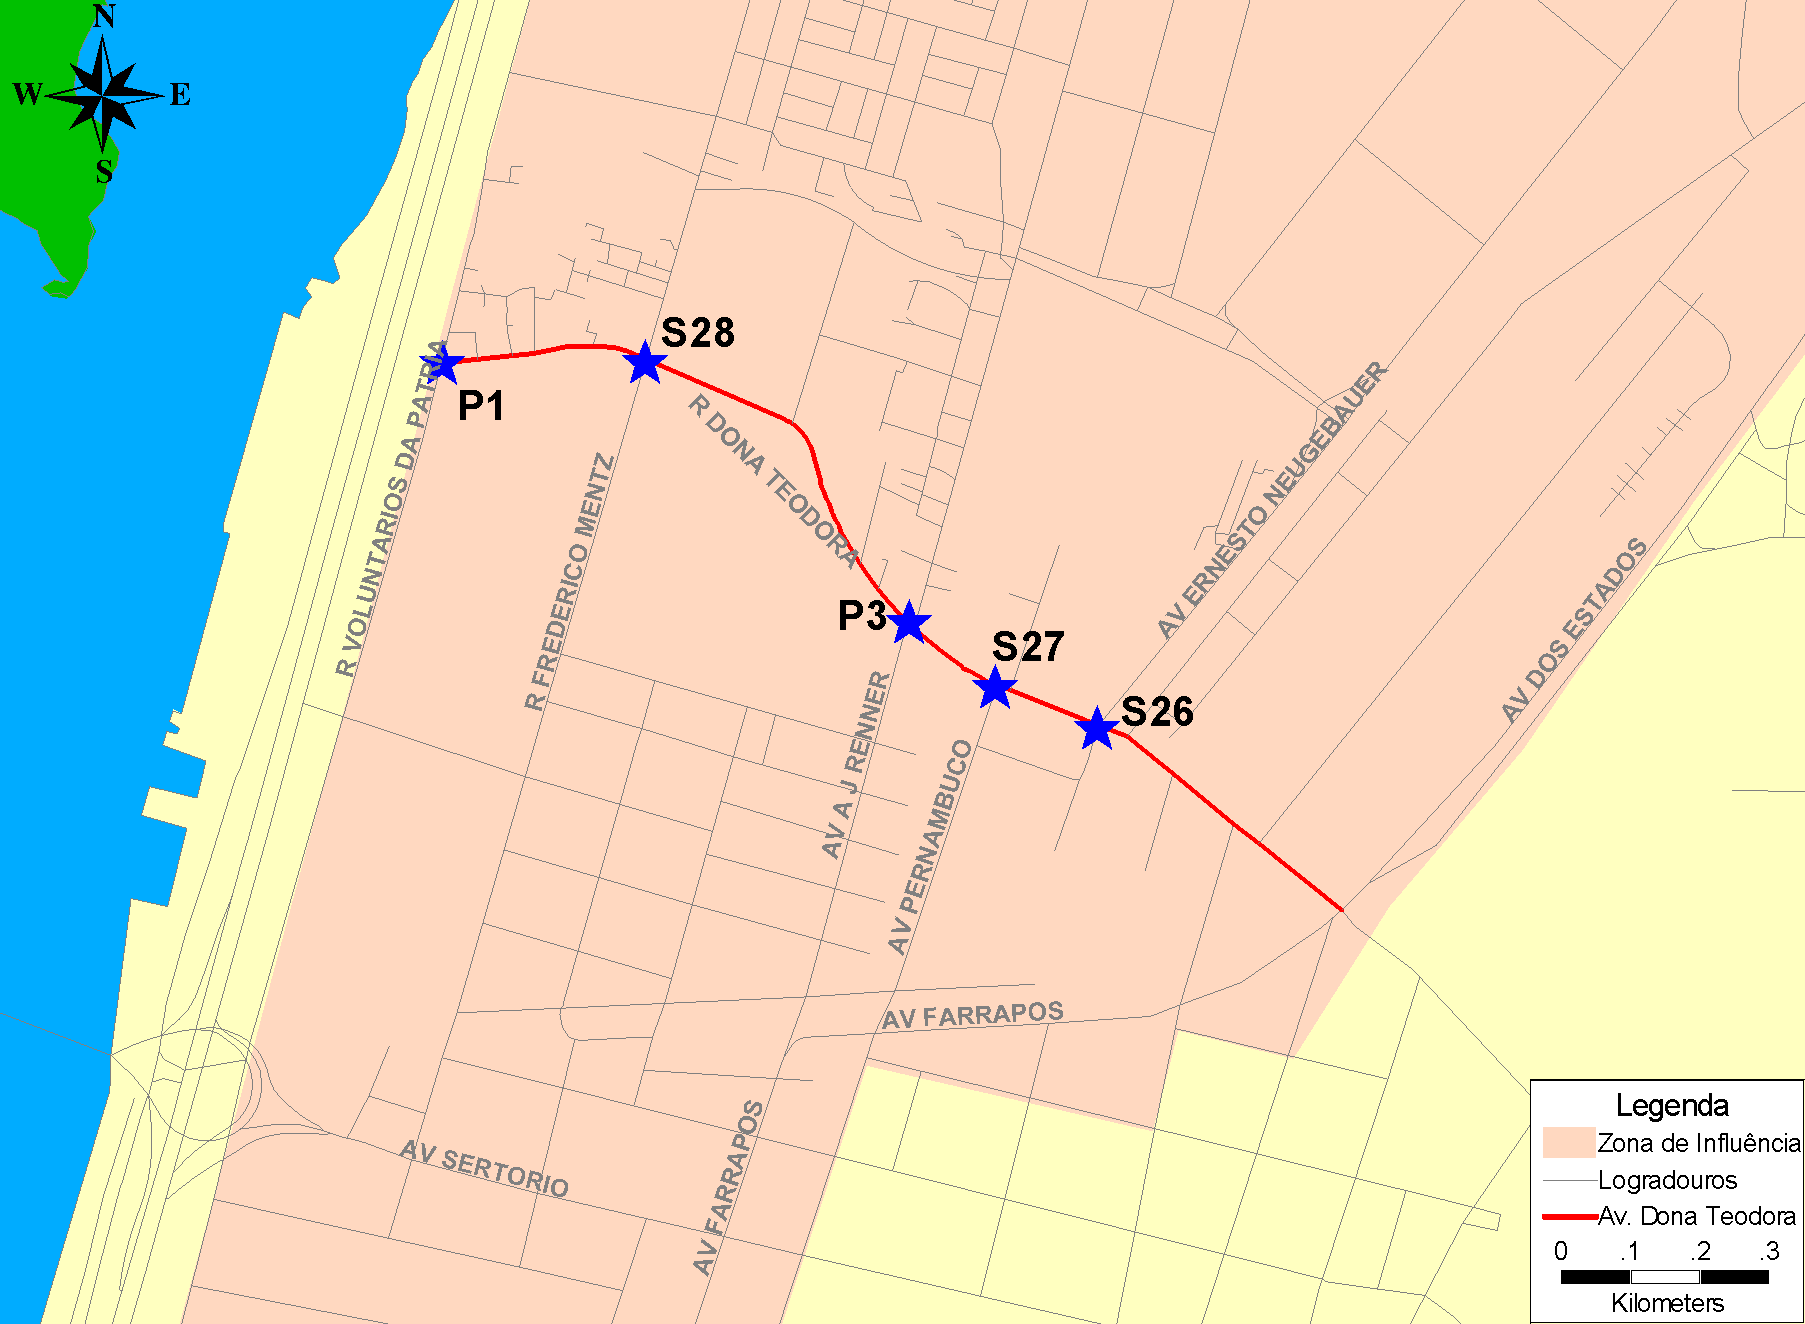 N
W
E
S
S28
P1
R DONA TEODORA
R VOLUNTARIOS DA PATRIA
R FREDERICO MENTZ
AV ERNESTO NEUGEBAUER
AV DOS ESTADOS
P3
S27
S26
AV A J RENNER
AV PERNAMBUCO
AV FARRAPOS
AV SERTORIO
AV FARRAPOS
Legenda
Zona de Influência
Logradouros
Av. Dona Teodora
0 .1 .2 .3
Kilometers